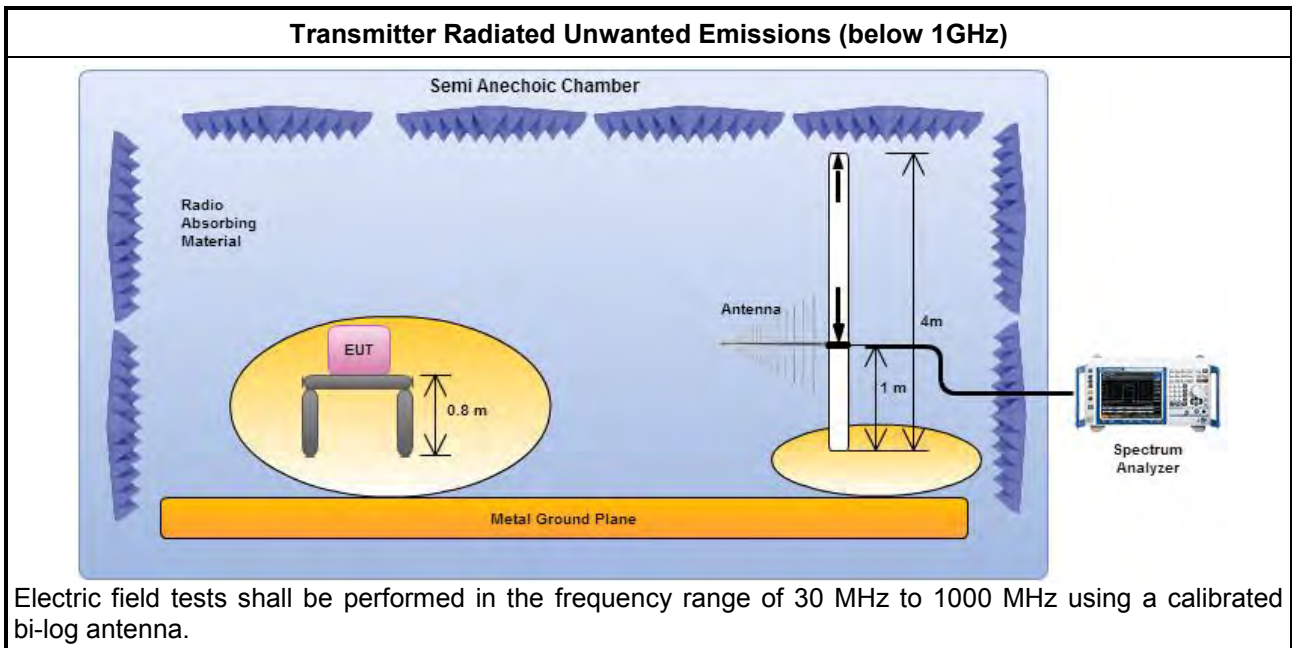 Transmitter Radiated Unwanted Emissions (below 1GHz)
Semi Anechoic Chamber
Radio
Absorbing
Material
Antenna
4m
EUT
1 m
0.8 m
Spectrum
Analyzer
Metal Ground Plane
Electric field tests shall be performed in the frequency range of 30 MHz to 1000 MHz using a calibrated
bi-log antenna.